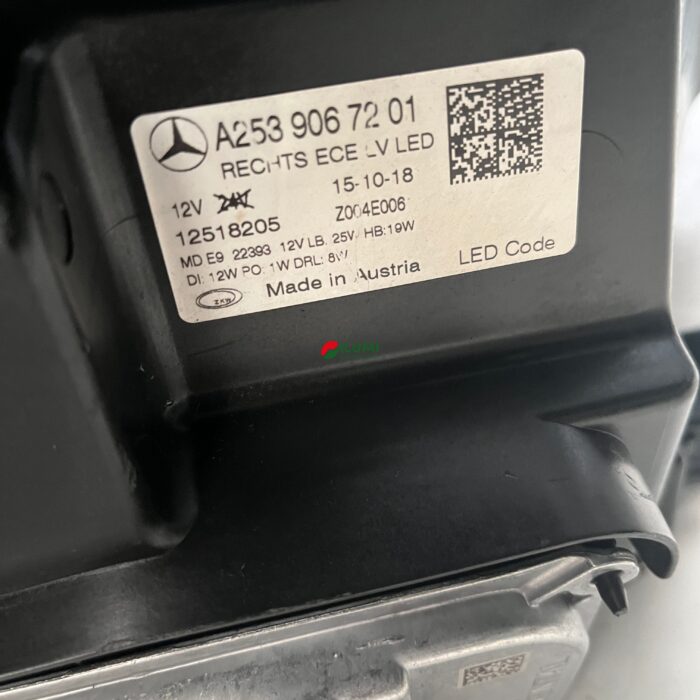 A253 906 72 01
RECHTS ECE LV LED
12V 24V 15-10-18
12518205 Z004E006
MD E9 22393 12V LB: 25W HB:19W
DI: 12W PO: 1W DRL: 8W
ZKW Made in Austria LED Code